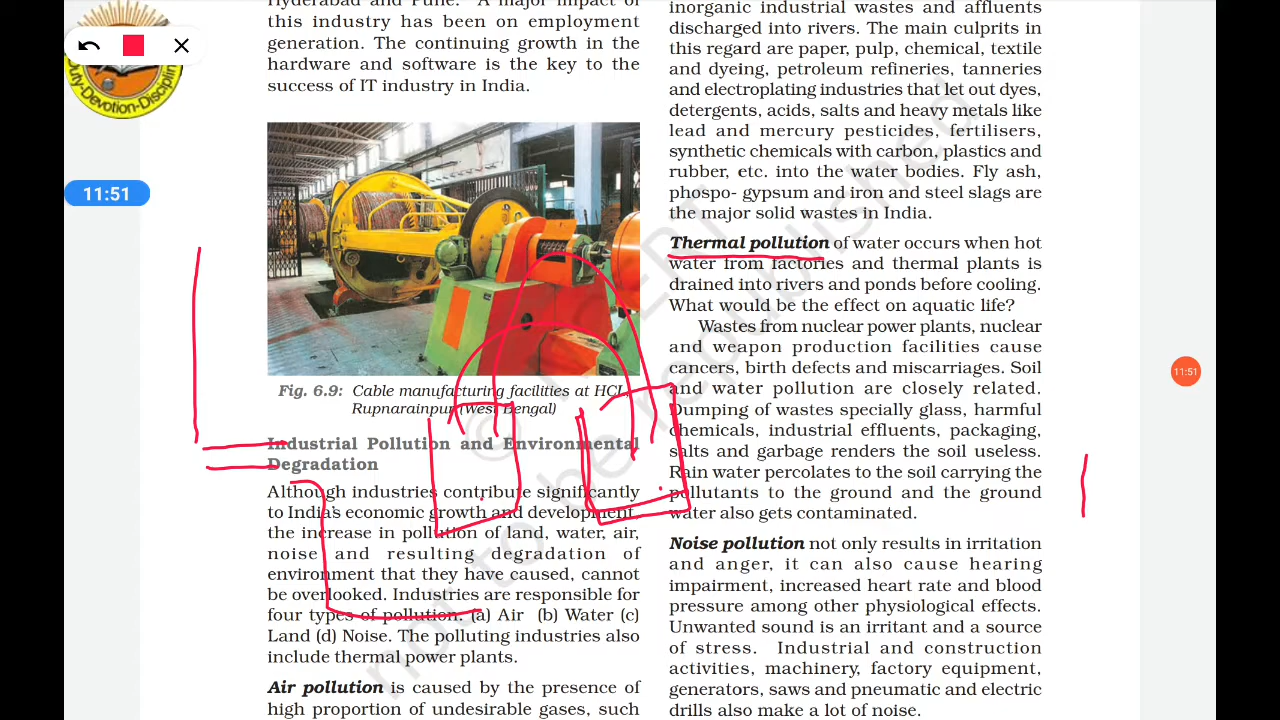 Hyderabad and Pune. A major impact of
this industry has been on employment
generation. The continuing growth in the
hardware and software is the key to the
success of IT industry in India.
Duty-Devotion-Discipline
11:51
Fig. 6.9: Cable manufacturing facilities at HCL,
Rupnarainpur (West Bengal)
Industrial Pollution and Environmental
Degradation
Although industries contribute significantly
to India's economic growth and development,
the increase in pollution of land, water, air,
noise and resulting degradation of
environment that they have caused, cannot
be overlooked. Industries are responsible for
four types of pollution: (a) Air (b) Water (c)
Land (d) Noise. The polluting industries also
include thermal power plants.
Air pollution is caused by the presence of
high proportion of undesirable gases, such
inorganic industrial wastes and affluents
discharged into rivers. The main culprits in
this regard are paper, pulp, chemical, textile
and dyeing, petroleum refineries, tanneries
and electroplating industries that let out dyes,
detergents, acids, salts and heavy metals like
lead and mercury pesticides, fertilisers,
synthetic chemicals with carbon, plastics and
rubber, etc. into the water bodies. Fly ash,
phospo- gypsum and iron and steel slags are
the major solid wastes in India.
Thermal pollution of water occurs when hot
water from factories and thermal plants is
drained into rivers and ponds before cooling.
What would be the effect on aquatic life?
Wastes from nuclear power plants, nuclear
and weapon production facilities cause
cancers, birth defects and miscarriages. Soil
and water pollution are closely related.
Dumping of wastes specially glass, harmful
chemicals, industrial effluents, packaging,
salts and garbage renders the soil useless.
Rain water percolates to the soil carrying the
pollutants to the ground and the ground
water also gets contaminated.
Noise pollution not only results in irritation
and anger, it can also cause hearing
impairment, increased heart rate and blood
pressure among other physiological effects.
Unwanted sound is an irritant and a source
of stress. Industrial and construction
activities, machinery, factory equipment,
generators, saws and pneumatic and electric
drills also make a lot of noise.
11:51
© NCERT
not to be republished